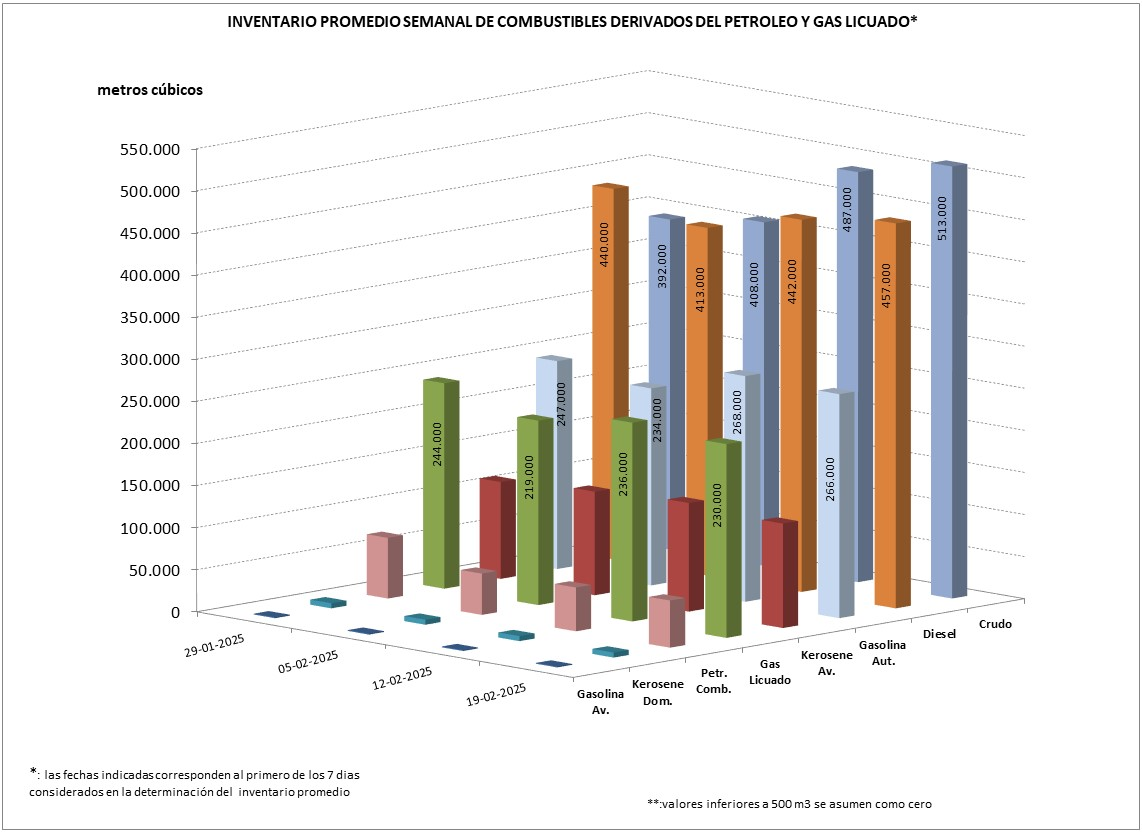 INVENTARIO PROMEDIO SEMANAL DE COMBUSTIBLES DERIVADOS DEL PETROLEO Y GAS LICUADO*
metros cúbicos
550.000
500.000
450.000
400.000
350.000
300.000
250.000
200.000
150.000
100.000
50.000
0
440.000
392.000
413.000
408.000
442.000
487.000
457.000
513.000
244.000
247.000
219.000
234.000
236.000
268.000
230.000
266.000
29-01-2025
05-02-2025
12-02-2025
19-02-2025
Gasolina
Av.
Kerosene
Dom.
Petr.
Comb.
Gas
Licuado
Kerosene
Av.
Gasolina
Aut.
Diesel
Crudo
*: las fechas indicadas corresponden al primero de los 7 dias
considerados en la determinación del inventario promedio
**:valores inferiores a 500 m3 se asumen como cero